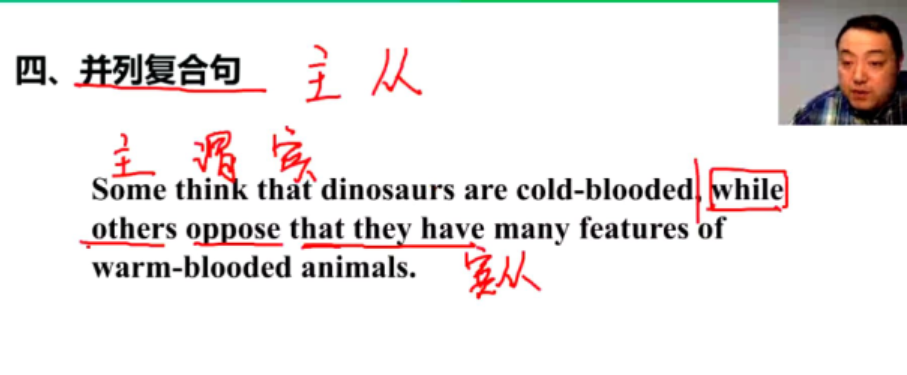 四、并列复合句 主 从
主 谓 宾
Some think that dinosaurs are cold-blooded, while
others oppose that they have many features of
warm-blooded animals.
宾从